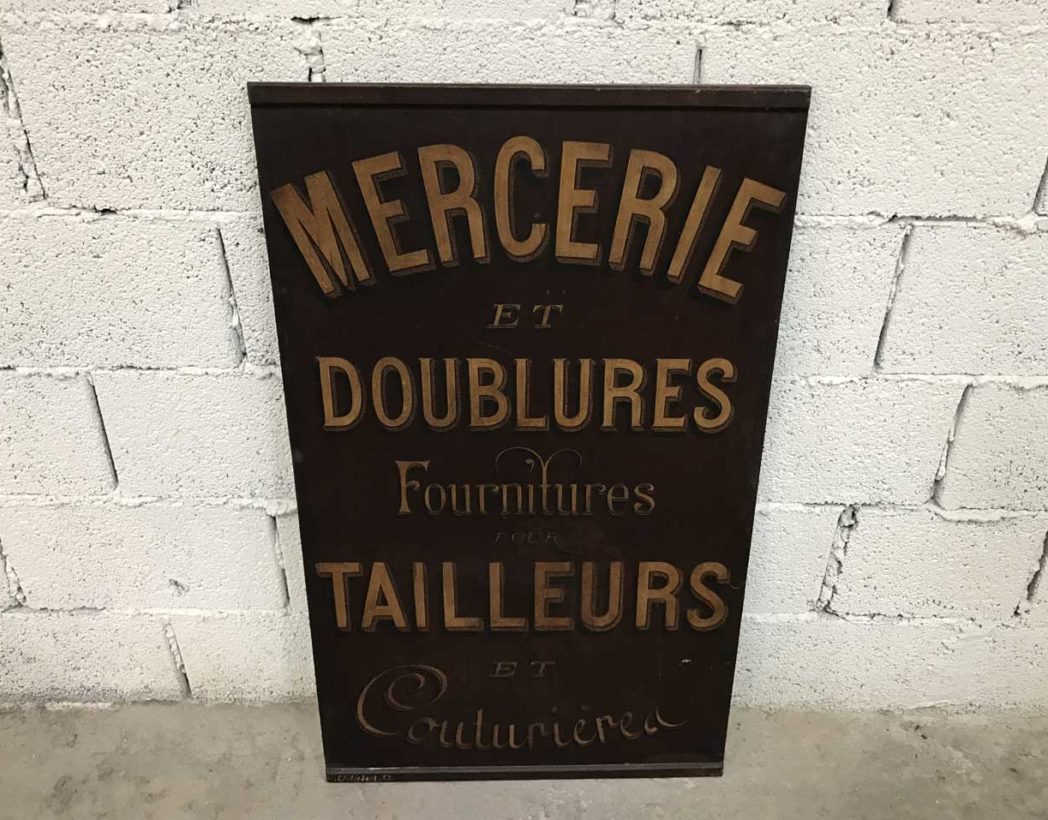 MERCERIE
ET
DOUBLURES
Fournitures
POUR
TAILLEURS
ET
Couturières